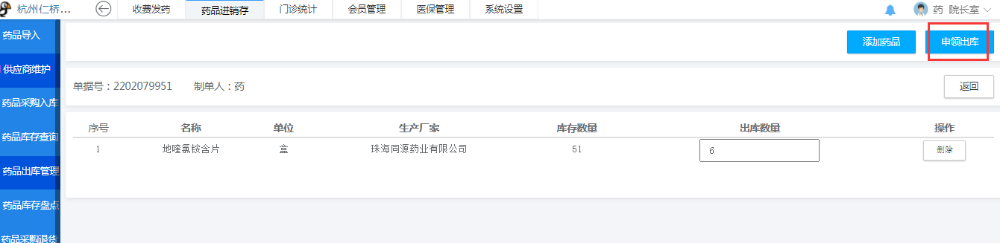 杭州仁桥...
收费发药
药品进销存
门诊统计
会员管理
医保管理
系统设置
药 院长室
药品导入
供应商维护
药品采购入库
药品库存查询
药品出库管理
药品库存盘点
药品采购退货
添加药品
申领出库
单据号：2202079951 制单人：药
返回
序号 名称 单位 生产厂家 库存数量 出库数量 操作
1 地喹氯铵含片 盒 珠海同源药业有限公司 51 6 删除